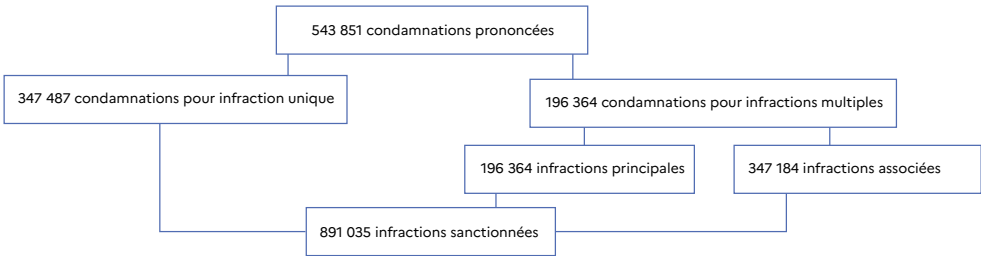 543 851 condamnations prononcées
347 487 condamnations pour infraction unique
196 364 condamnations pour infractions multiples
196 364 infractions principales
347 184 infractions associées
891 035 infractions sanctionnées